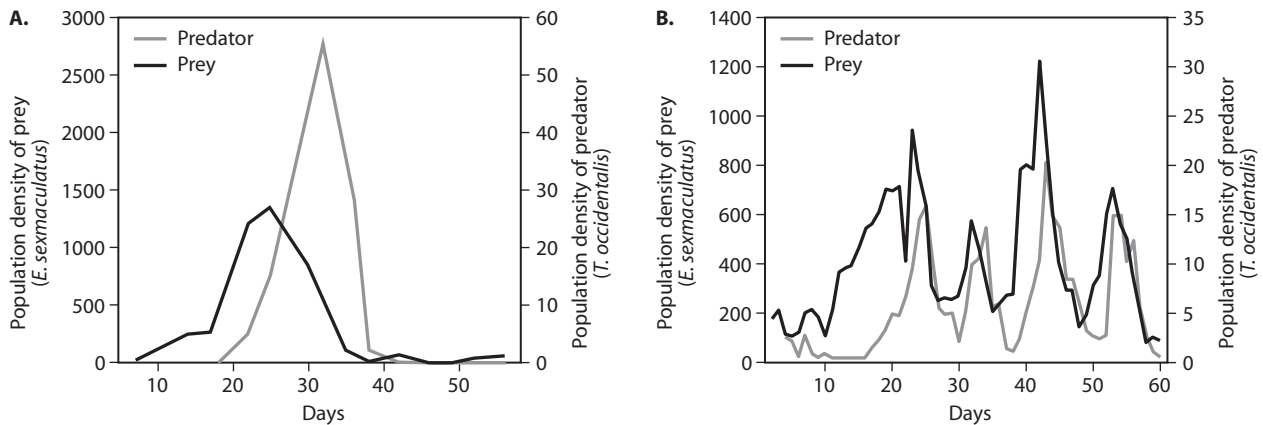 A.
3000
2500
2000
1500
1000
500
0
Population density of prey
(E. sexmaculatus)
Predator
Prey
60
50
40
30
20
10
0
Population density of predator
(T. occidentalis)
10 20 30 40 50
Days
B.
1400
1200
1000
800
600
400
200
0
Population density of prey
(E. sexmaculatus)
Predator
Prey
35
30
25
20
15
10
5
0
Population density of predator
(T. occidentalis)
10 20 30 40 50 60
Days